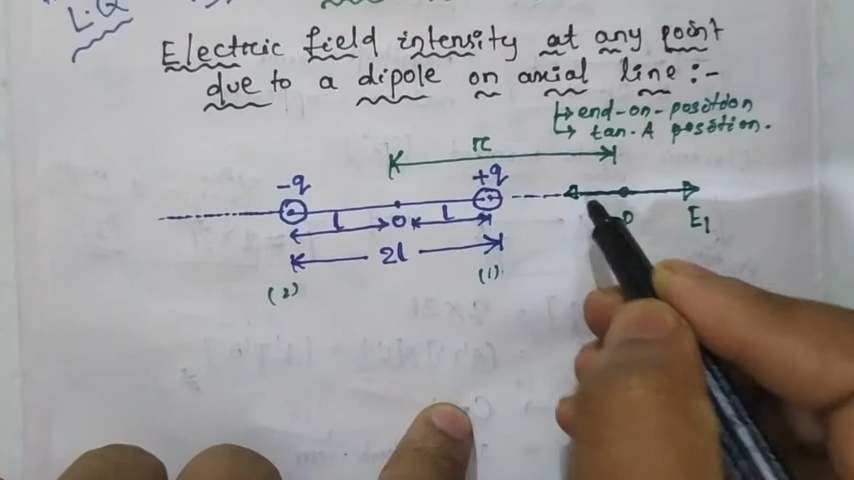 L.Q
Electric field intensity at any point
due to a dipole on axial line:-
→ end-on-position
→ tan-A position.
r
-q
+q
l
O
l
P
E1
2l
(2)
(1)